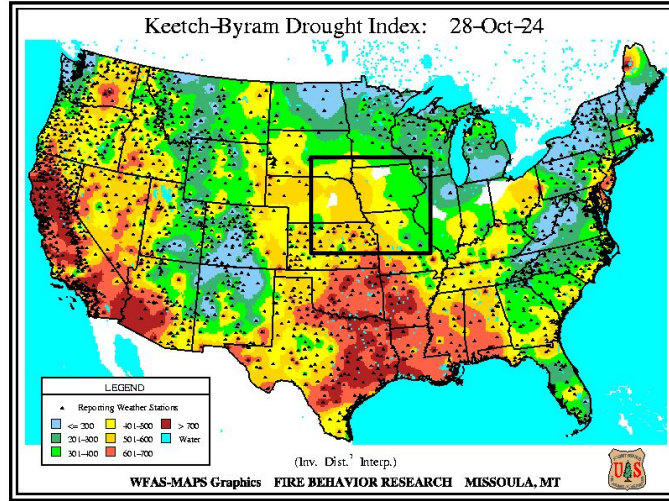 Keetch-Byram Drought Index: 28-Oct-24
LEGEND
Reporting Weather Stations
<= 200
201-300
301-400
401-500
501-600
601-700
> 700
Water
(Inv. Dist.² Interp.)
WFAS-MAPS Graphics FIRE BEHAVIOR RESEARCH MISSOULA, MT
U S